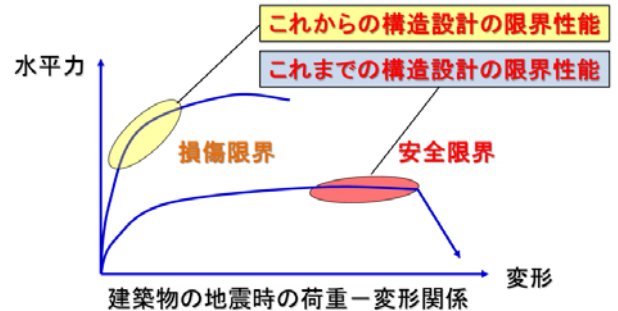 これからの構造設計の限界性能
これまでの構造設計の限界性能
水平力
損傷限界
安全限界
変形
建築物の地震時の荷重－変形関係